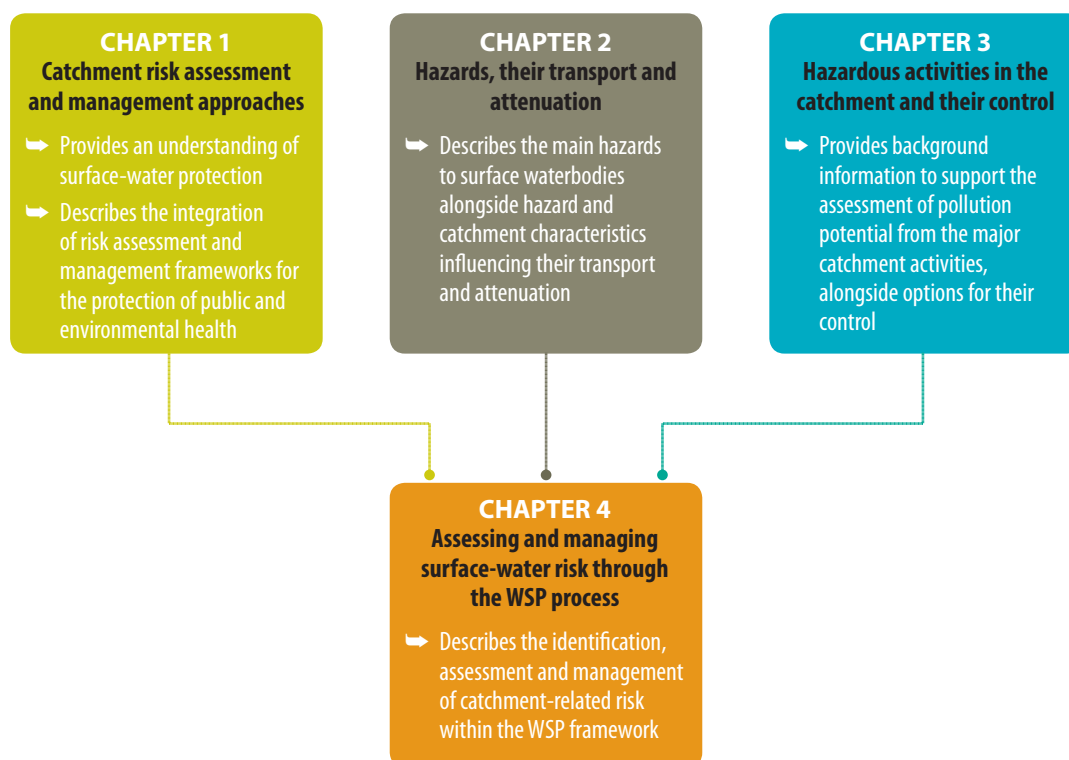 CHAPTER 1
Catchment risk assessment
and management approaches
➥ Provides an understanding of
surface-water protection
➥ Describes the integration
of risk assessment and
management frameworks for
the protection of public and
environmental health
CHAPTER 2
Hazards, their transport and
attenuation
➥ Describes the main hazards
to surface waterbodies
alongside hazard and
catchment characteristics
influencing their transport
and attenuation
CHAPTER 3
Hazardous activities in the
catchment and their control
➥ Provides background
information to support the
assessment of pollution
potential from the major
catchment activities,
alongside options for their
control
CHAPTER 4
Assessing and managing
surface-water risk through
the WSP process
➥ Describes the identification,
assessment and management
of catchment-related risk
within the WSP framework